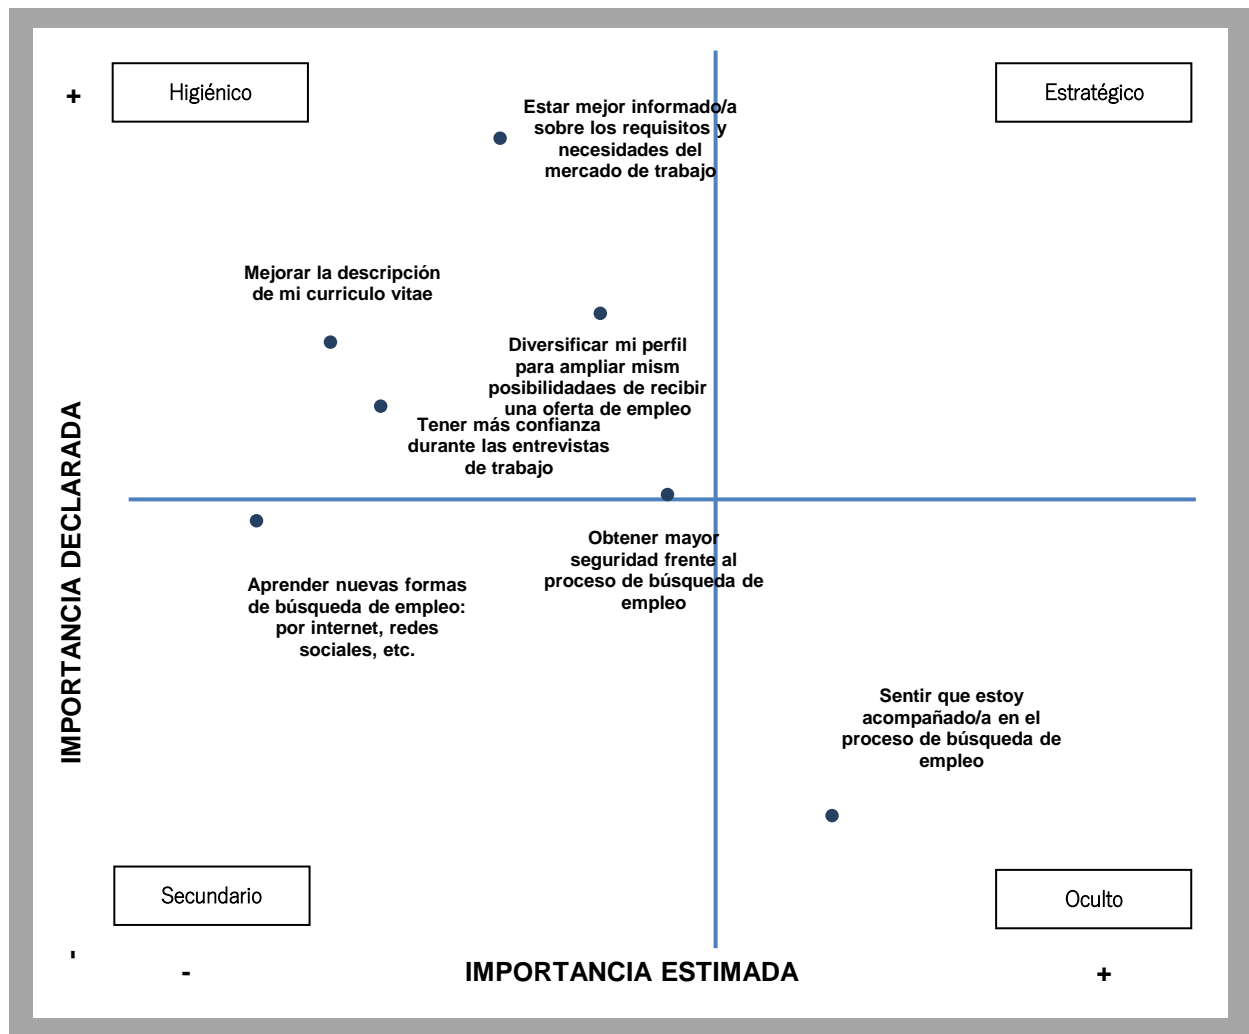 Higiénico
Estratégico
+
Estar mejor informado/a
sobre los requisitos y
necesidades del
mercado de trabajo
Mejorar la descripción
de mi curriculo vitae
Diversificar mi perfil
para ampliar mism
posibilidadaes de recibir
una oferta de empleo
Tener más confianza
durante las entrevistas
de trabajo
IMPORTANCIA DECLARADA
Obtener mayor
seguridad frente al
proceso de búsqueda de
empleo
Aprender nuevas formas
de búsqueda de empleo:
por internet, redes
sociales, etc.
Sentir que estoy
acompañado/a en el
proceso de búsqueda de
empleo
Secundario
Oculto
-
-
IMPORTANCIA ESTIMADA
+